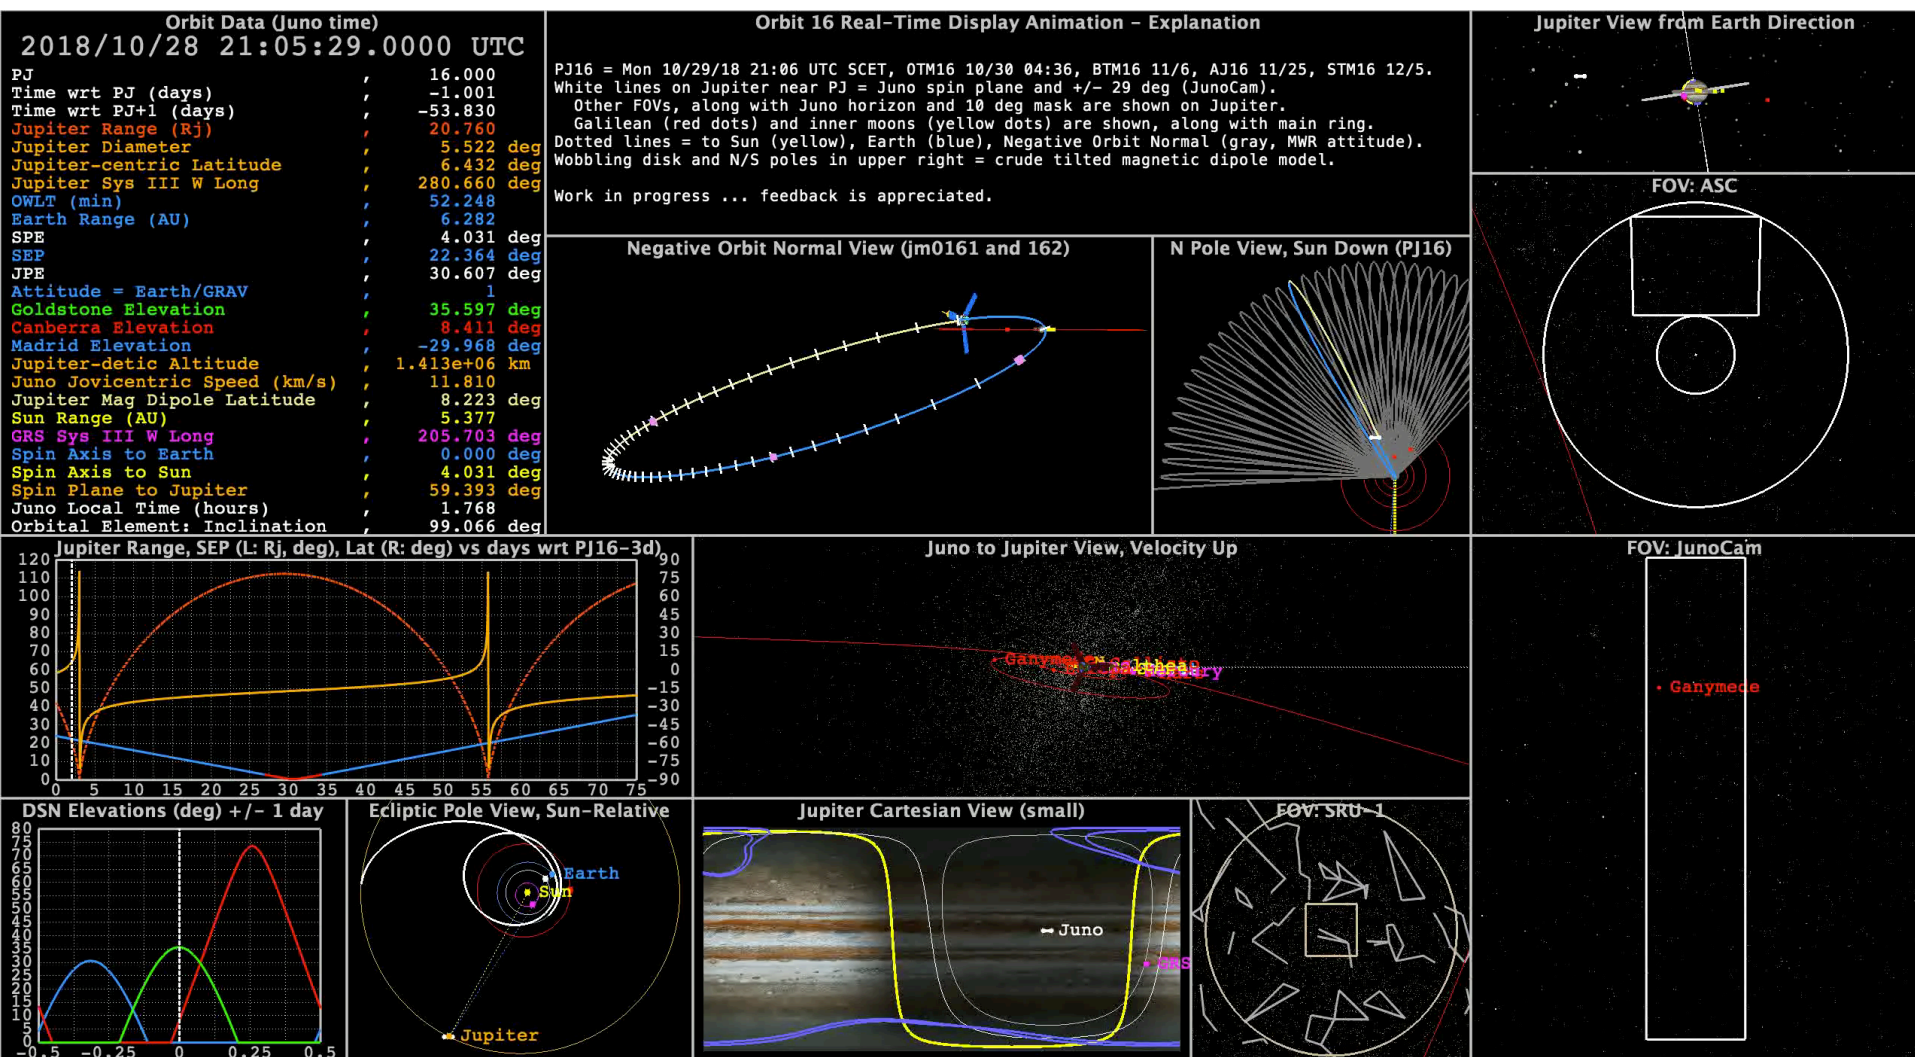 Orbit Data (Juno time)
2018/10/28 21:05:29.0000 UTC
PJ , 16.000
Time wrt PJ (days) , -1.001
Time wrt PJ+1 (days) , -53.830
Jupiter Range (Rj) , 20.760
Jupiter Diameter , 5.522 deg
Jupiter-centric Latitude , 6.432 deg
Jupiter Sys III W Long , 280.660 deg
OWLT (min) , 52.248
Earth Range (AU) , 6.282
SPE , 4.031 deg
SEP , 22.364 deg
JPE , 30.607 deg
Attitude = Earth/GRAV , 1
Goldstone Elevation , 35.597 deg
Canberra Elevation , 8.411 deg
Madrid Elevation , -29.968 deg
Jupiter-detic Altitude , 1.413e+06 km
Juno Jovicentric Speed (km/s) , 11.810
Jupiter Mag Dipole Latitude , 8.223 deg
Sun Range (AU) , 5.377
GRS Sys III W Long , 205.703 deg
Spin Axis to Earth , 0.000 deg
Spin Axis to Sun , 4.031 deg
Spin Plane to Jupiter , 59.393 deg
Juno Local Time (hours) , 1.768
Orbital Element: Inclination , 99.066 deg
Orbit 16 Real-Time Display Animation - Explanation
PJ16 = Mon 10/29/18 21:06 UTC SCET, OTM16 10/30 04:36, BTM16 11/6, AJ16 11/25, STM16 12/5.
White lines on Jupiter near PJ = Juno spin plane and +/- 29 deg (JunoCam).
Other FOVs, along with Juno horizon and 10 deg mask are shown on Jupiter.
Galilean (red dots) and inner moons (yellow dots) are shown, along with main ring.
Dotted lines = to Sun (yellow), Earth (blue), Negative Orbit Normal (gray, MWR attitude).
Wobbling disk and N/S poles in upper right = crude tilted magnetic dipole model.
Work in progress ... feedback is appreciated.
Jupiter View from Earth Direction
FOV: ASC
Negative Orbit Normal View (jm0161 and 162)
N Pole View, Sun Down (PJ16)
Jupiter Range, SEP (L: Rj, deg), Lat (R: deg) vs days wrt PJ16-3d)
120
110
100
90
80
70
60
50
40
30
20
10
0
90
75
60
45
30
15
0
-15
-30
-45
-60
-75
-90
0 5 10 15 20 25 30 35 40 45 50 55 60 65 70 75
Juno to Jupiter View, Velocity Up
Ganymede
FOV: JunoCam
Ganymede
DSN Elevations (deg) +/- 1 day
80
75
70
65
60
55
50
45
40
35
30
25
20
15
10
5
0
-0.5 -0.25 0 0.25 0.5
Ecliptic Pole View, Sun-Relative
Earth
Sun
Jupiter
Jupiter Cartesian View (small)
Juno
GRS
FOV: SRU-1